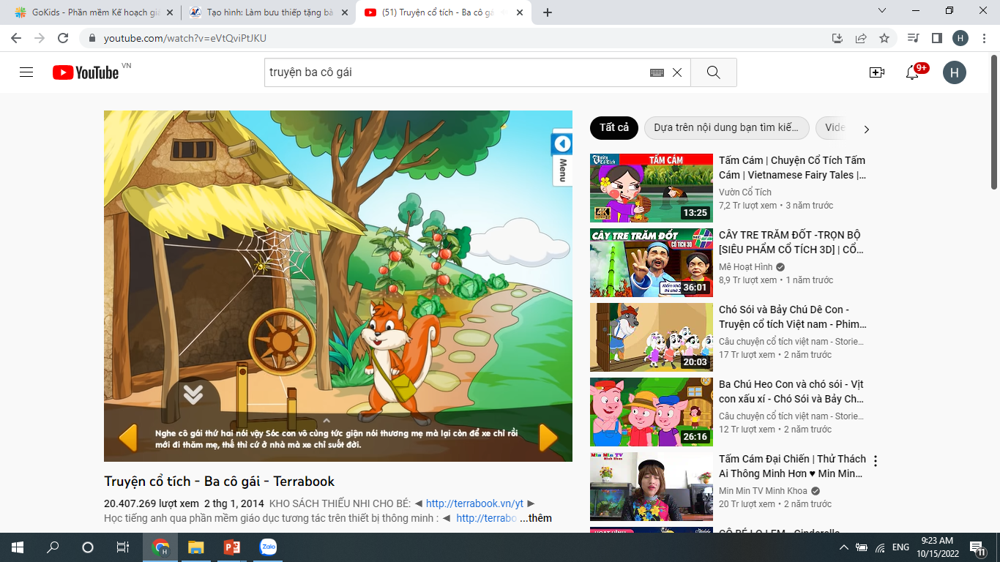 GoKids - Phần mềm Kế hoạch gia
Tạo hình: Làm bưu thiếp tặng bà
(51) Truyện cổ tích - Ba cô gá
youtube.com/watch?v=eVtQviPtJKU
H
YouTube VN
truyện ba cô gái
9+
H
Menu
Nghe cô gái thứ hai nói vậy Sóc con vô cùng tức giận nói thương mẹ mà lại còn để xe chỉ rồi
mới đi thăm mẹ, thế thì cứ ở nhà mà xe chỉ suốt đời.
Truyện cổ tích - Ba cô gái - Terrabook
20.407.269 lượt xem 2 thg 1, 2014 KHO SÁCH THIẾU NHI CHO BÉ: ◄ http://terrabook.vn/yt ►
Học tiếng anh qua phần mềm giáo dục tương tác trên thiết bị thông minh : ◄ http://terrabo ...thêm
Tất cả
Dựa trên nội dung bạn tìm kiế...
Vide
Vườn Cổ Tích
TẤM CÁM
4K
13:25
Tấm Cám | Chuyện Cổ Tích Tấm
Cám | Vietnamese Fairy Tales |...
Vườn Cổ Tích
7,2 Tr lượt xem • 3 năm trước
CÂY TRE TRĂM ĐỐT
CỔ TÍCH 3D
36:01
CÂY TRE TRĂM ĐỐT -TRỌN BỘ
[SIÊU PHẨM CỔ TÍCH 3D] | CỔ...
Mê Hoạt Hình
8,9 Tr lượt xem • 1 năm trước
20:03
Chó Sói và Bảy Chú Dê Con -
Truyện cổ tích Việt nam - Phim...
Câu chuyện cổ tích việt nam - Storie...
17 Tr lượt xem • 2 năm trước
26:16
Ba Chú Heo Con và chó sói - Vịt
con xấu xí - Chó Sói và Bảy Ch...
Câu chuyện cổ tích việt nam - Storie...
12 Tr lượt xem • 2 năm trước
Min Min TV
Minh Khoa
Tấm Cám Đại Chiến | Thử Thách
Ai Thông Minh Hơn ♥ Min Min...
Min Min TV Minh Khoa
20 Tr lượt xem • 2 năm trước
H
Zalo
ENG
9:23 AM
10/15/2022
11